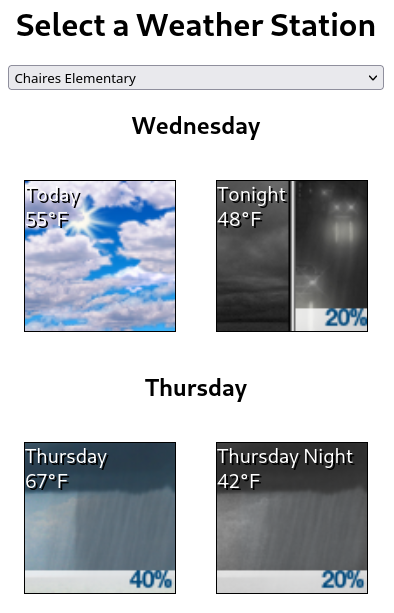 Select a Weather Station
Chaires Elementary
Wednesday
Today
55°F
Tonight
48°F
20%
Thursday
Thursday
67°F
40%
Thursday Night
42°F
20%